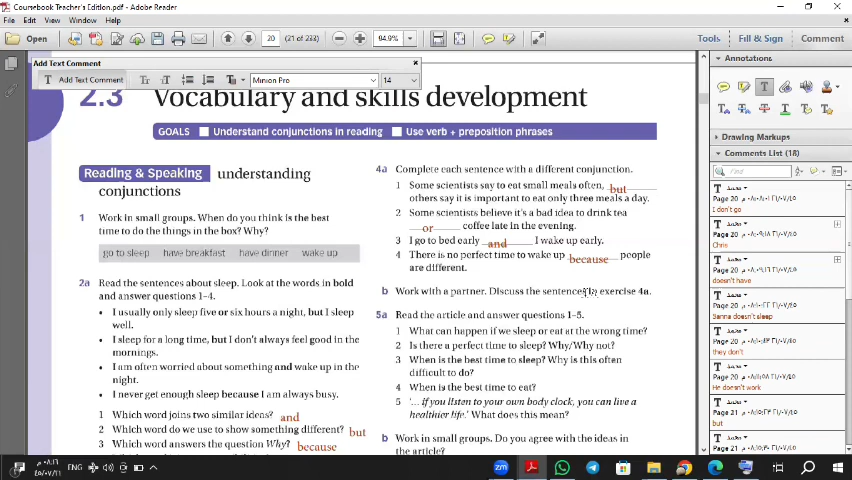 Coursebook Teacher's Edition.pdf - Adobe Reader
File Edit View Window Help
Open 20 (21 of 233) 94.9% Tools Fill & Sign Comment
Add Text Comment
Add Text Comment Minion Pro 14
2.3 Vocabulary and skills development
GOALS Understand conjunctions in reading Use verb + preposition phrases
Reading & Speaking understanding
conjunctions
1 Work in small groups. When do you think is the best
time to do the things in the box? Why?
go to sleep have breakfast have dinner wake up
2a Read the sentences about sleep. Look at the words in bold
and answer questions 1–4.
• I usually only sleep five or six hours a night, but I sleep
well.
• I sleep for a long time, but I don't always feel good in the
mornings.
• I am often worried about something and wake up in the
night.
• I never get enough sleep because I am always busy.
1 Which word joins two similar ideas? and
2 Which word do we use to show something different? but
3 Which word answers the question Why? because
4a Complete each sentence with a different conjunction.
1 Some scientists say to eat small meals often, but
others say it is important to eat only three meals a day.
2 Some scientists believe it's a bad idea to drink tea
or coffee late in the evening.
3 I go to bed early and I wake up early.
4 There is no perfect time to wake up because people
are different.
b Work with a partner. Discuss the sentences in exercise 4a.
5a Read the article and answer questions 1–5.
1 What can happen if we sleep or eat at the wrong time?
2 Is there a perfect time to sleep? Why/Why not?
3 When is the best time to sleep? Why is this often
difficult to do?
4 When is the best time to eat?
5 '… if you listen to your own body clock, you can live a
healthier life.' What does this mean?
b Work in small groups. Do you agree with the ideas in
the article?
Annotations
Drawing Markups
Comments List (18)
Find
Page 20
I don't go
Page 20
Chris
Page 20
doesn't have
Page 20
Sanna doesn't sleep
Page 20
they don't
Page 20
He doesn't work
Page 21
but
Page 21
ENG